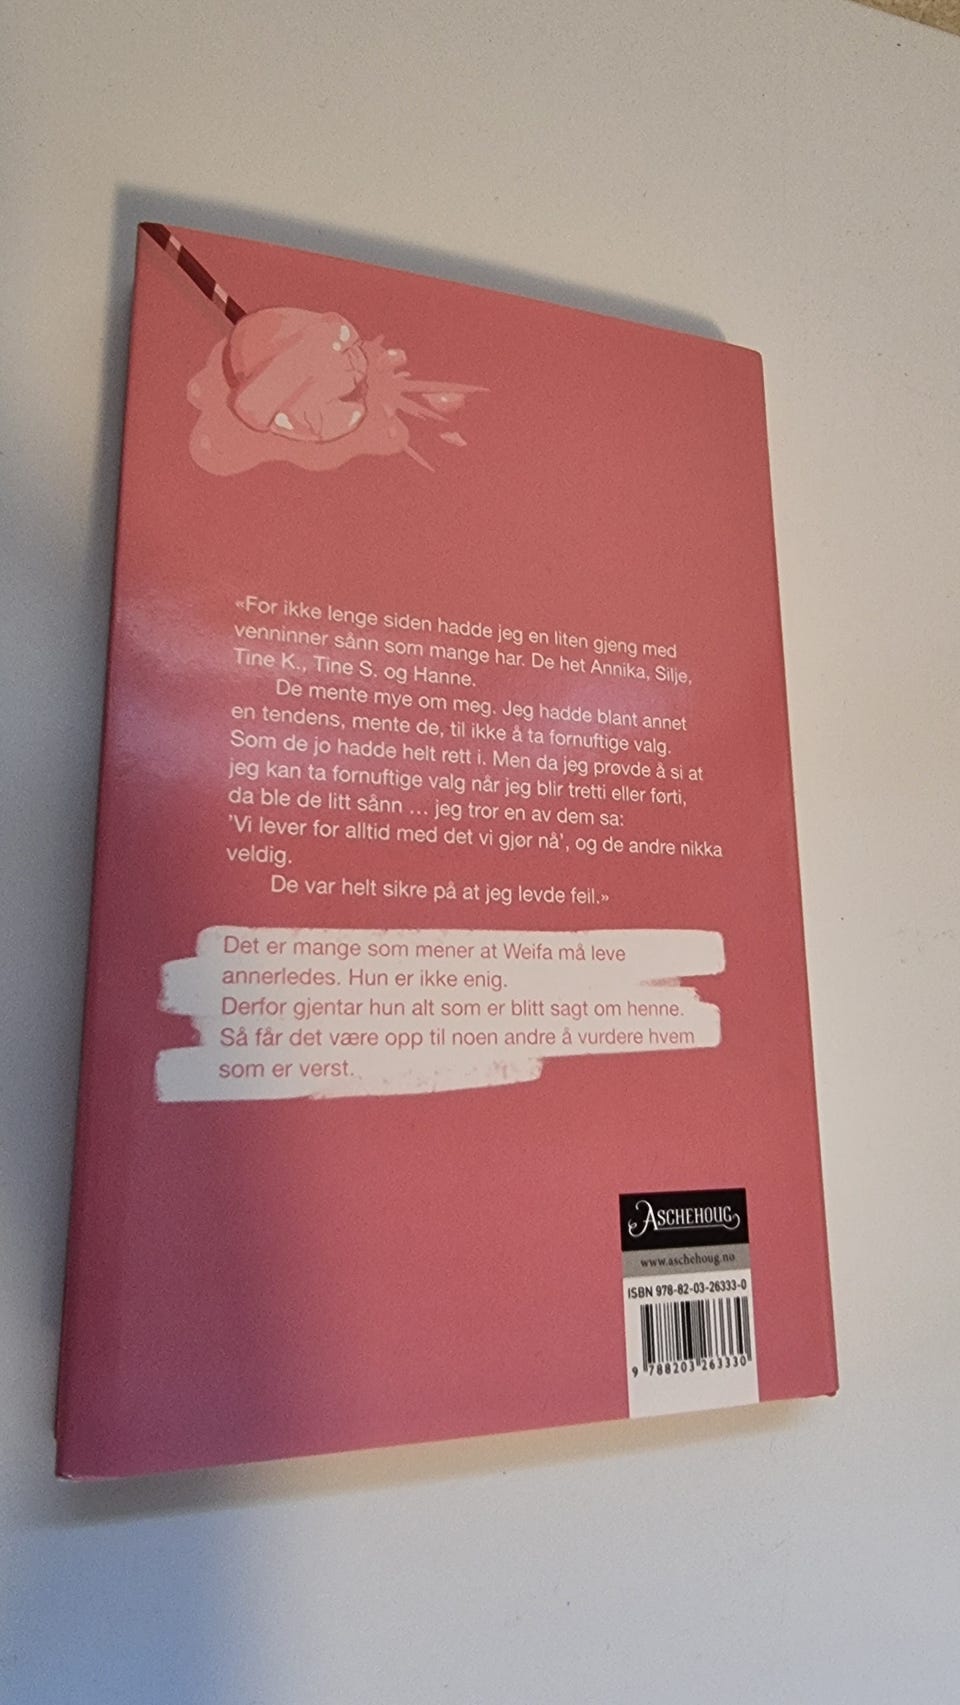 «For ikke lenge siden hadde jeg en liten gjeng med
venninner sånn som mange har. De het Annika, Silje,
Tine K., Tine S. og Hanne.
De mente mye om meg. Jeg hadde blant annet
en tendens, mente de, til ikke å ta fornuftige valg.
Som de jo hadde helt rett i. Men da jeg prøvde å si at
jeg kan ta fornuftige valg når jeg blir tretti eller førti,
da ble de litt sånn ... jeg tror en av dem sa:
'Vi lever for alltid med det vi gjør nå', og de andre nikka
veldig.
De var helt sikre på at jeg levde feil.»
Det er mange som mener at Weifa må leve
annerledes. Hun er ikke enig.
Derfor gjentar hun alt som er blitt sagt om henne.
Så får det være opp til noen andre å vurdere hvem
som er verst.
ASCHEHOUG
www.aschehoug.no
ISBN 978-82-03-26333-0
9 788203 263330